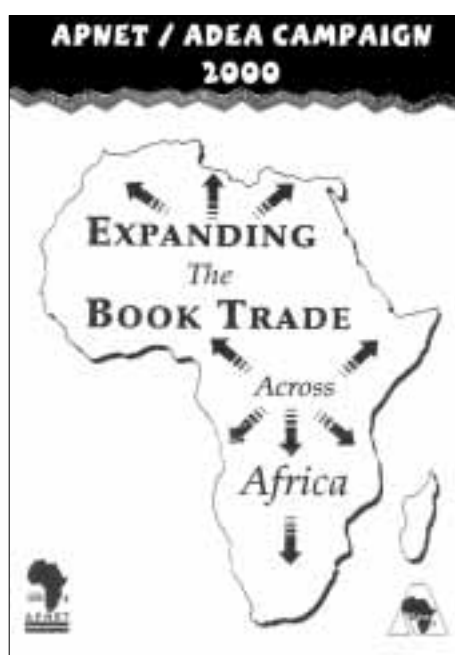 APNET / ADEA CAMPAIGN
2000
EXPANDING
The
BOOK TRADE
Across
Africa
APNET